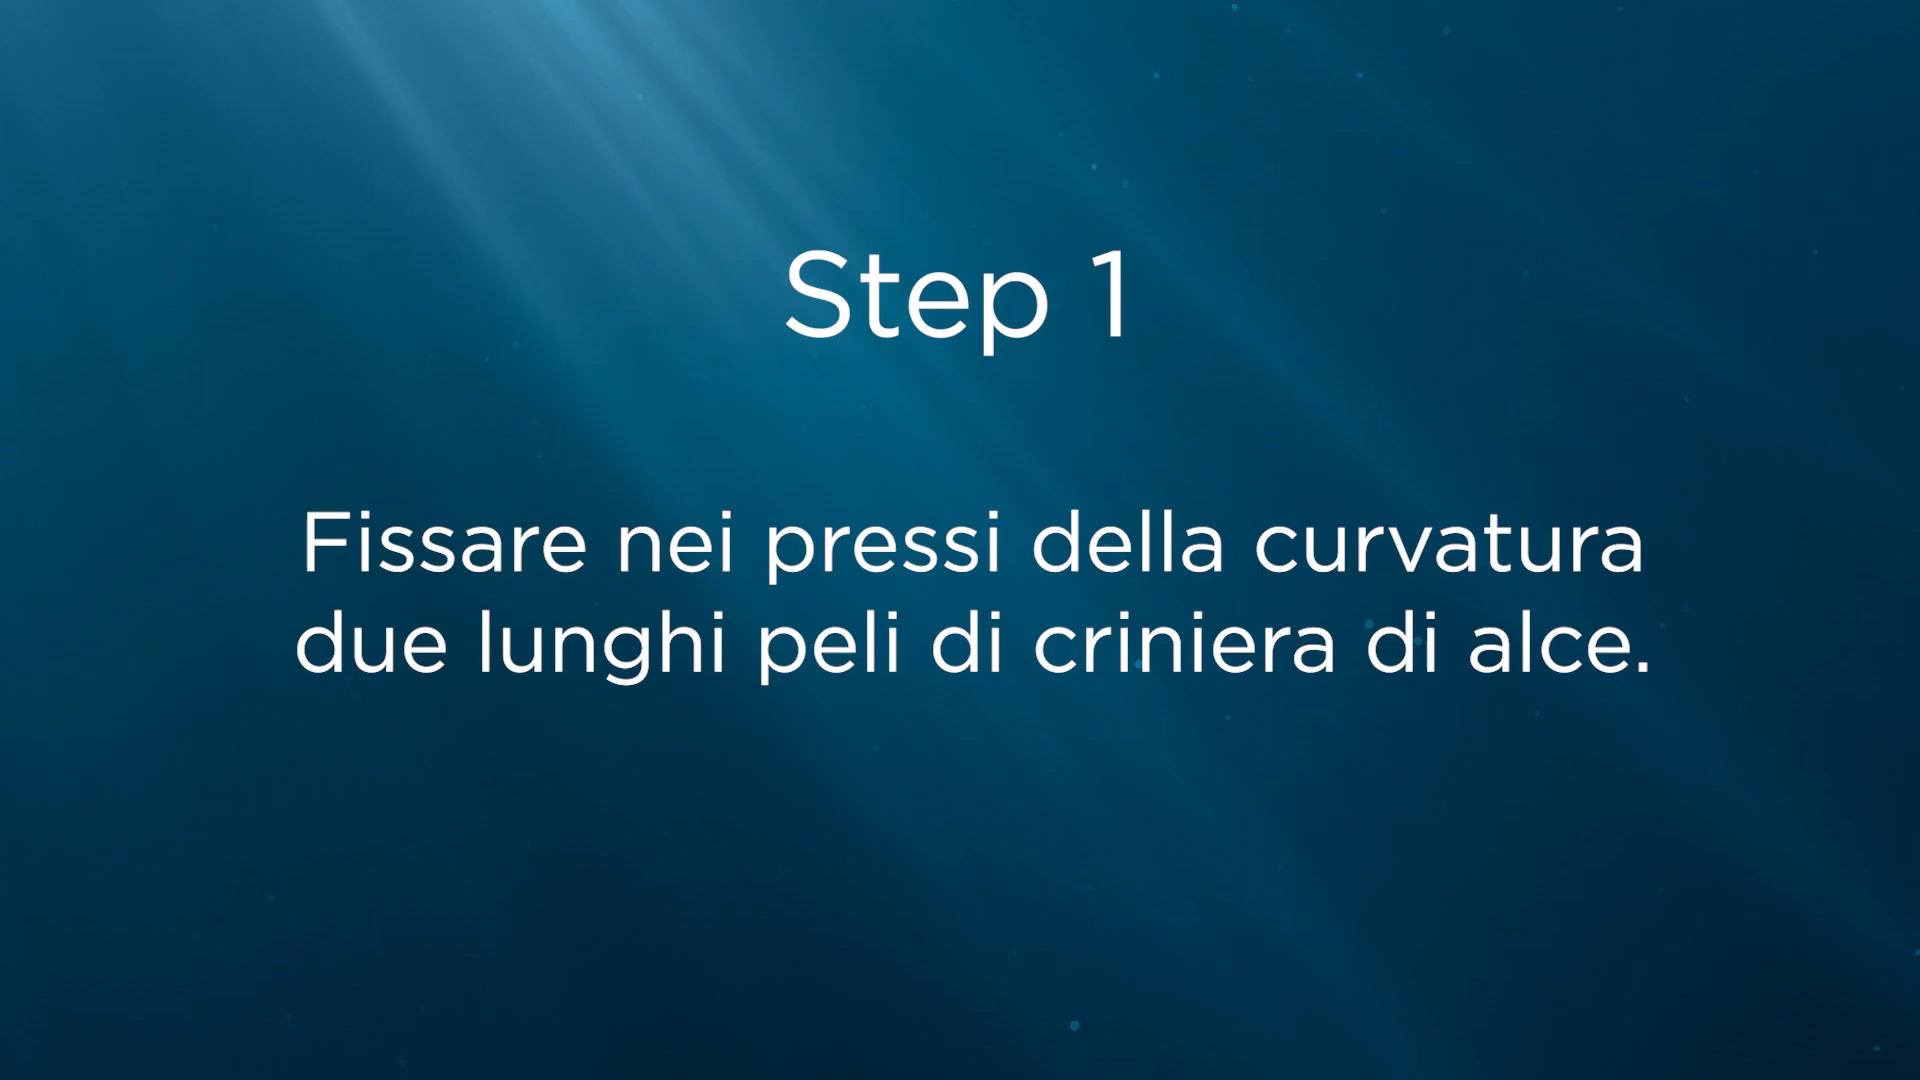 Step 1
Fissare nei pressi della curvatura
due lunghi peli di criniera di alce.